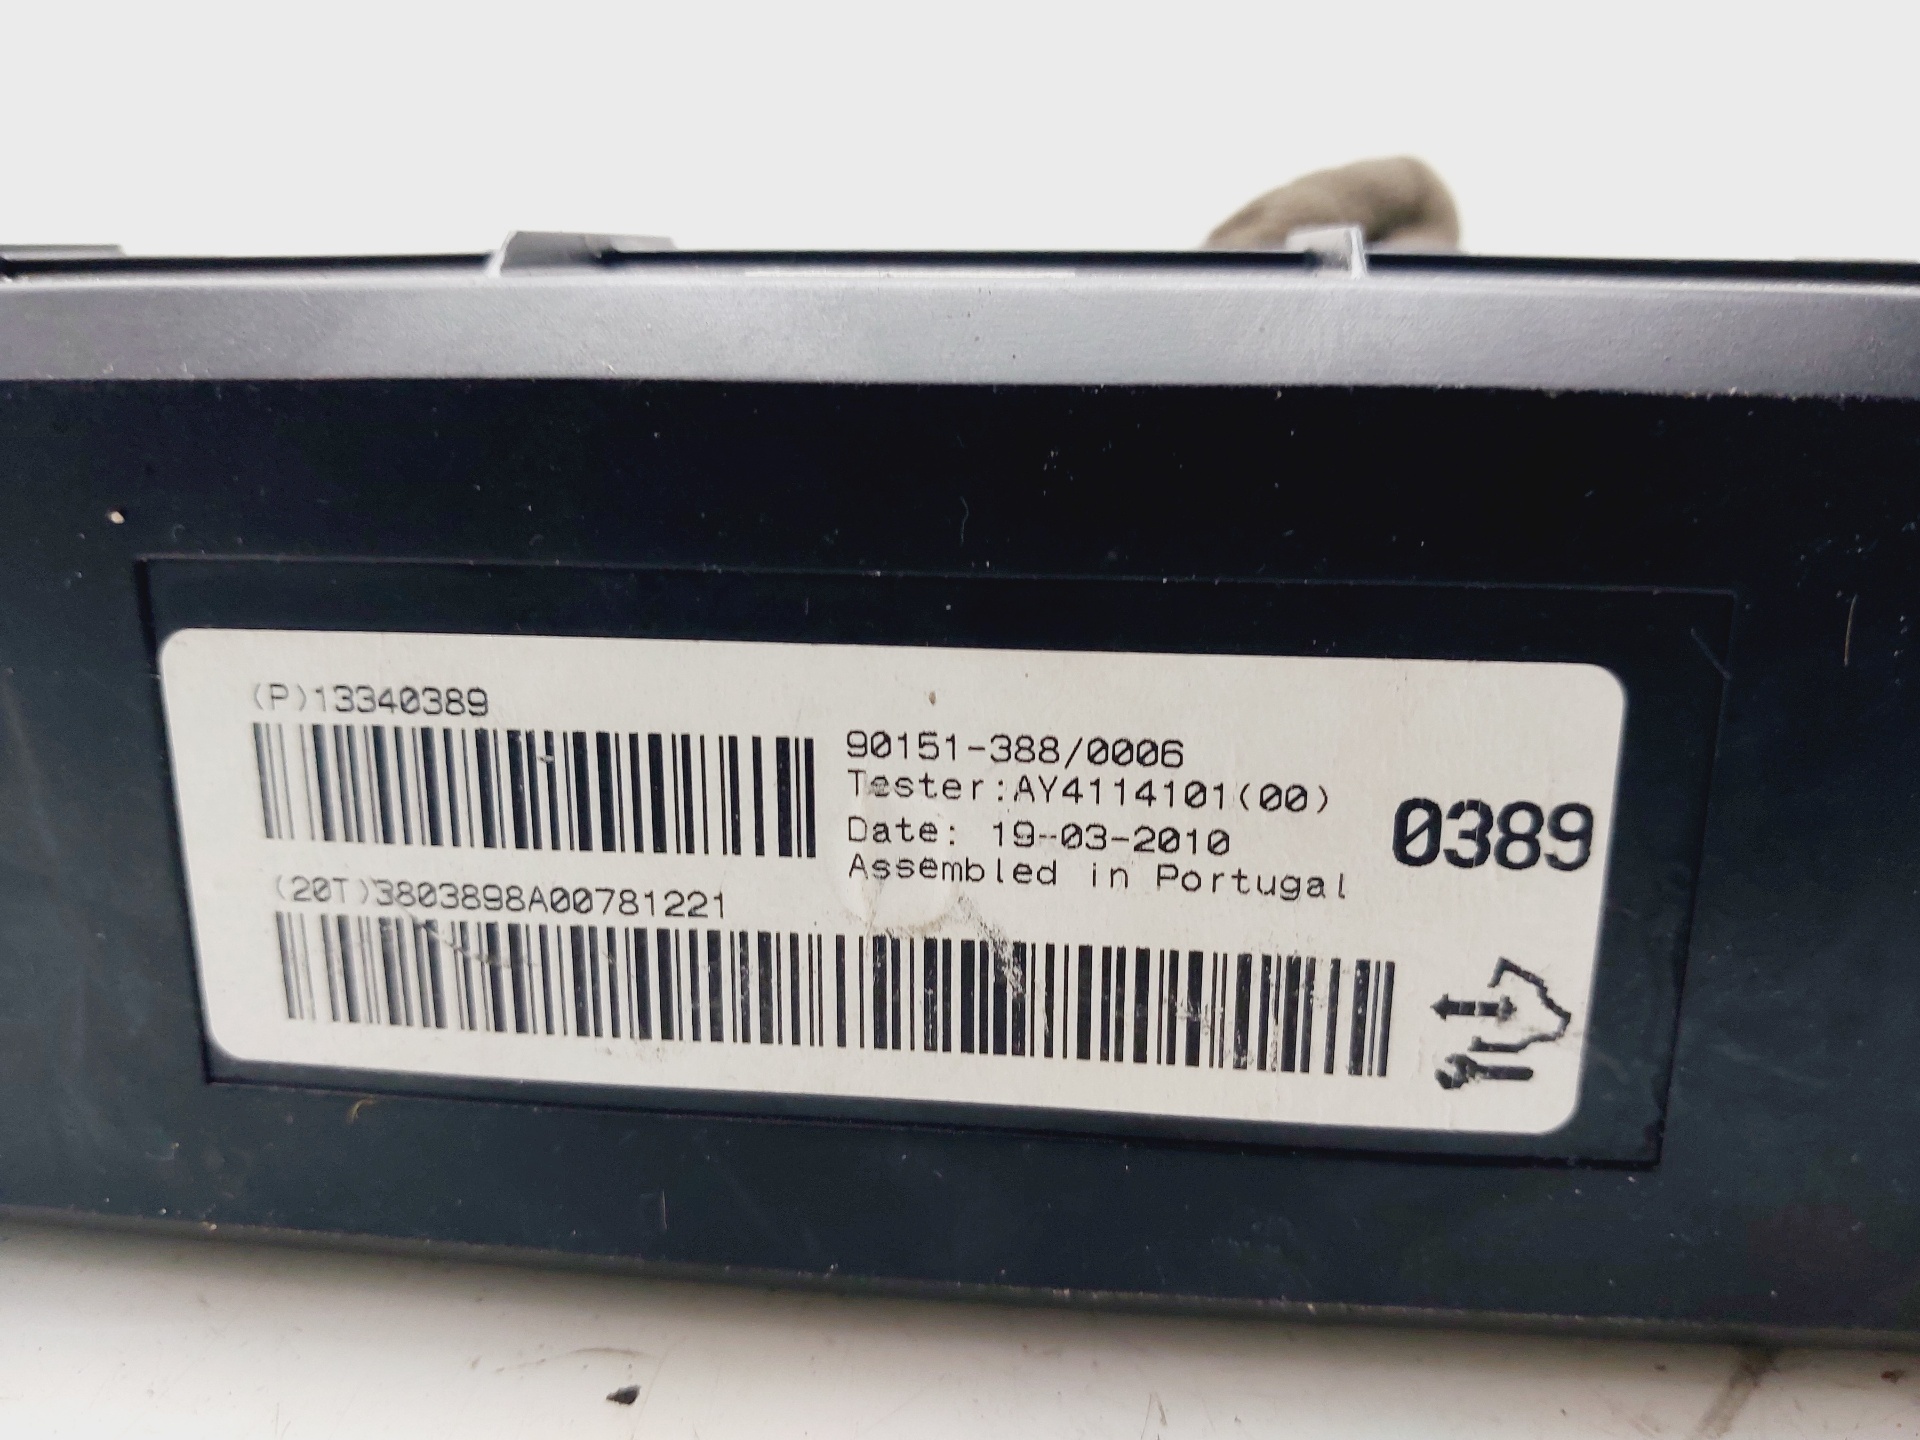 (P)13340389
90151-388/0006
Tester:AY4114101(00)
Date: 19-03-2010
Assembled in Portugal
0389
(20T)3803898A00781221